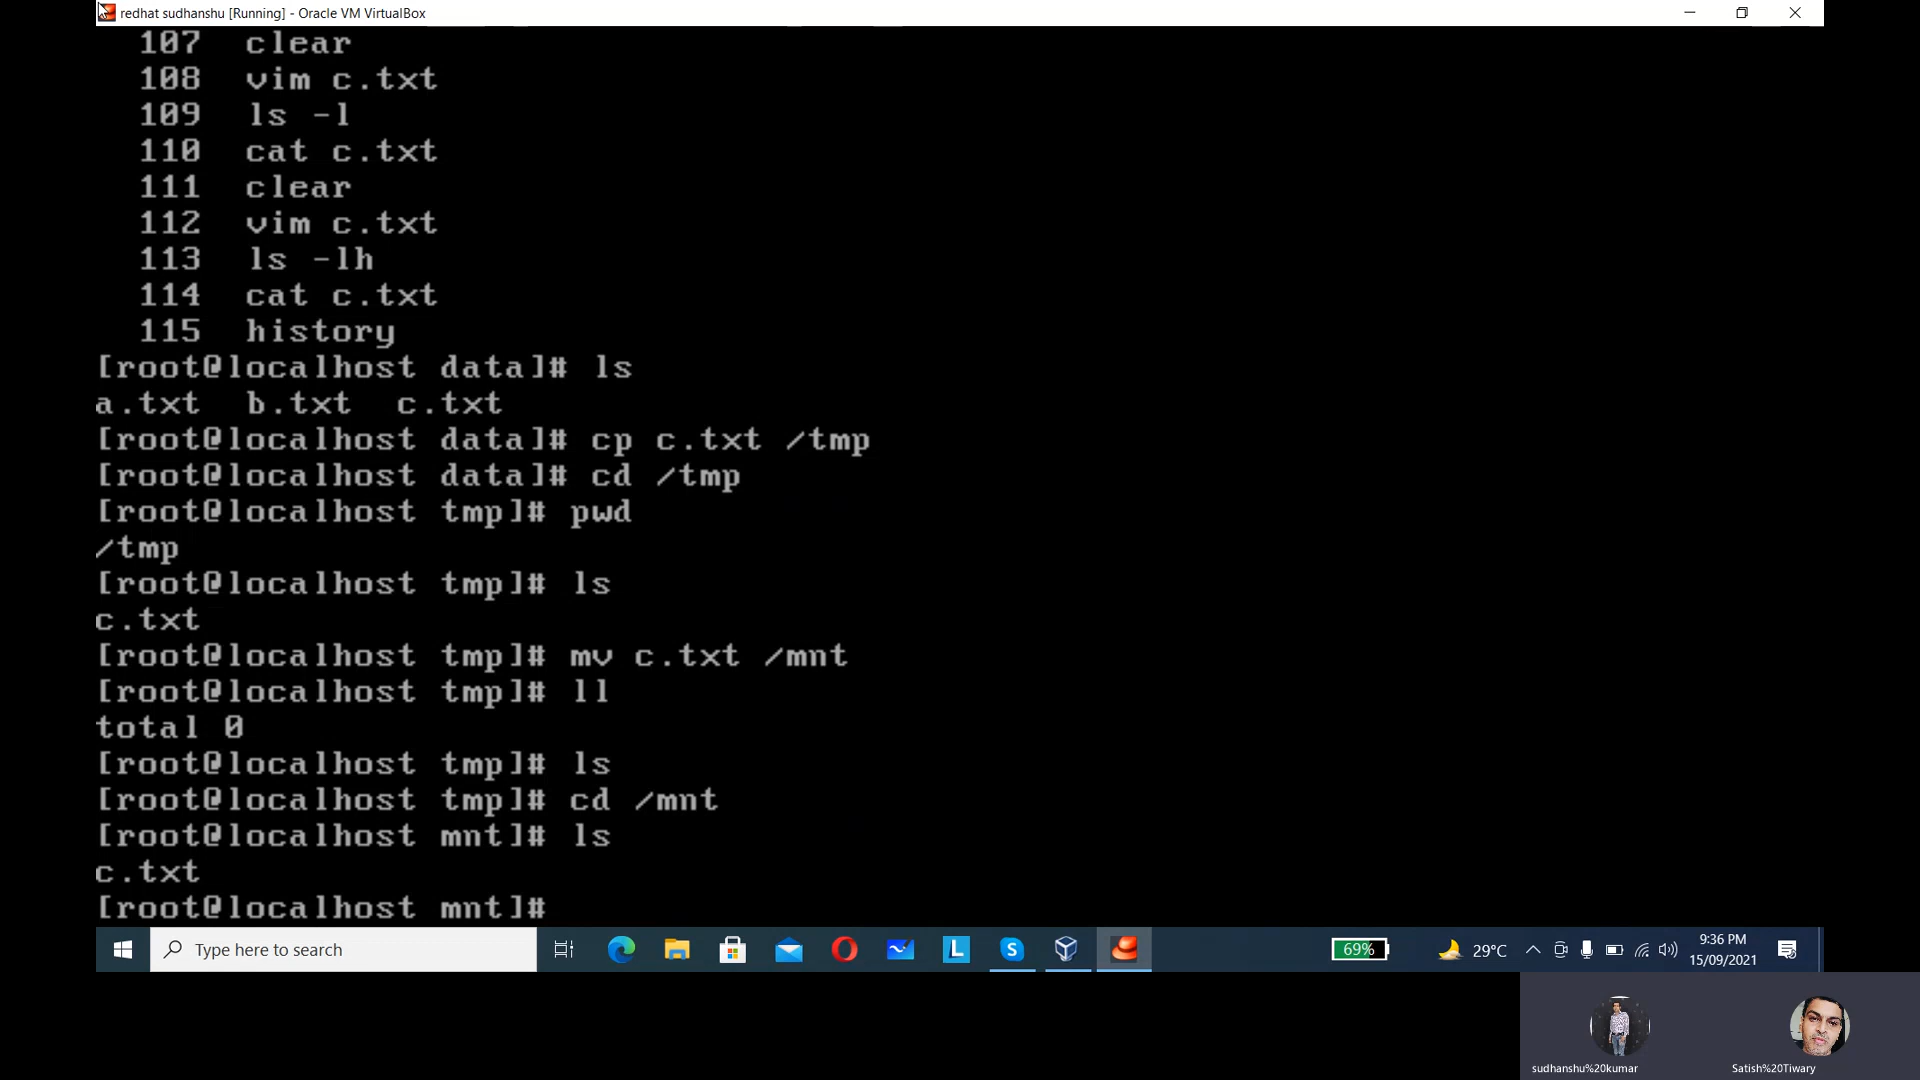 redhat sudhanshu [Running] - Oracle VM VirtualBox
107 clear
108 vim c.txt
109 ls -l
110 cat c.txt
111 clear
112 vim c.txt
113 ls -lh
114 cat c.txt
115 history
[root@localhost data]# ls
a.txt b.txt c.txt
[root@localhost data]# cp c.txt /tmp
[root@localhost data]# cd /tmp
[root@localhost tmp]# pwd
/tmp
[root@localhost tmp]# ls
c.txt
[root@localhost tmp]# mv c.txt /mnt
[root@localhost tmp]# ll
total 0
[root@localhost tmp]# ls
[root@localhost tmp]# cd /mnt
[root@localhost mnt]# ls
c.txt
[root@localhost mnt]#
Type here to search
L
S
69%
29°C
9:36 PM
15/09/2021
sudhanshu%20kumar
Satish%20Tiwary